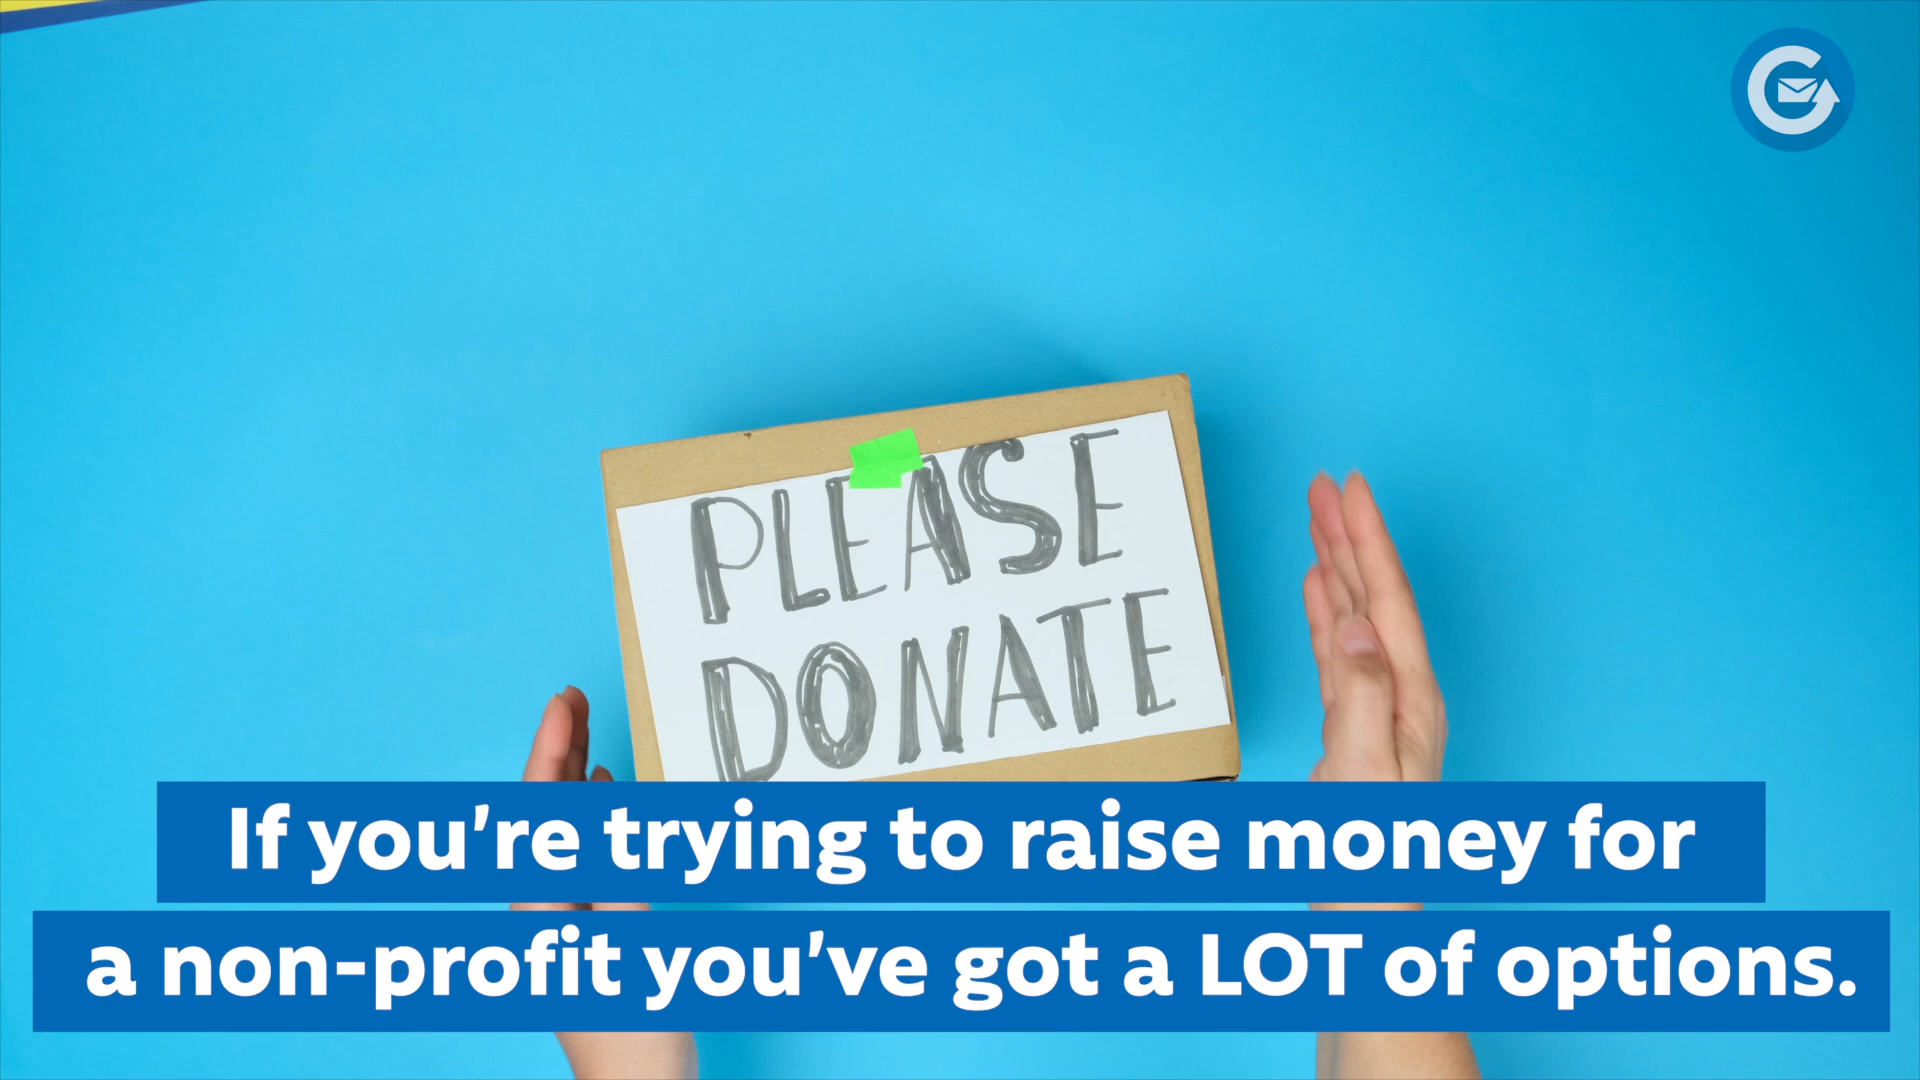 PLEASE
DONATE
If you're trying to raise money for
a non-profit you've got a LOT of options.